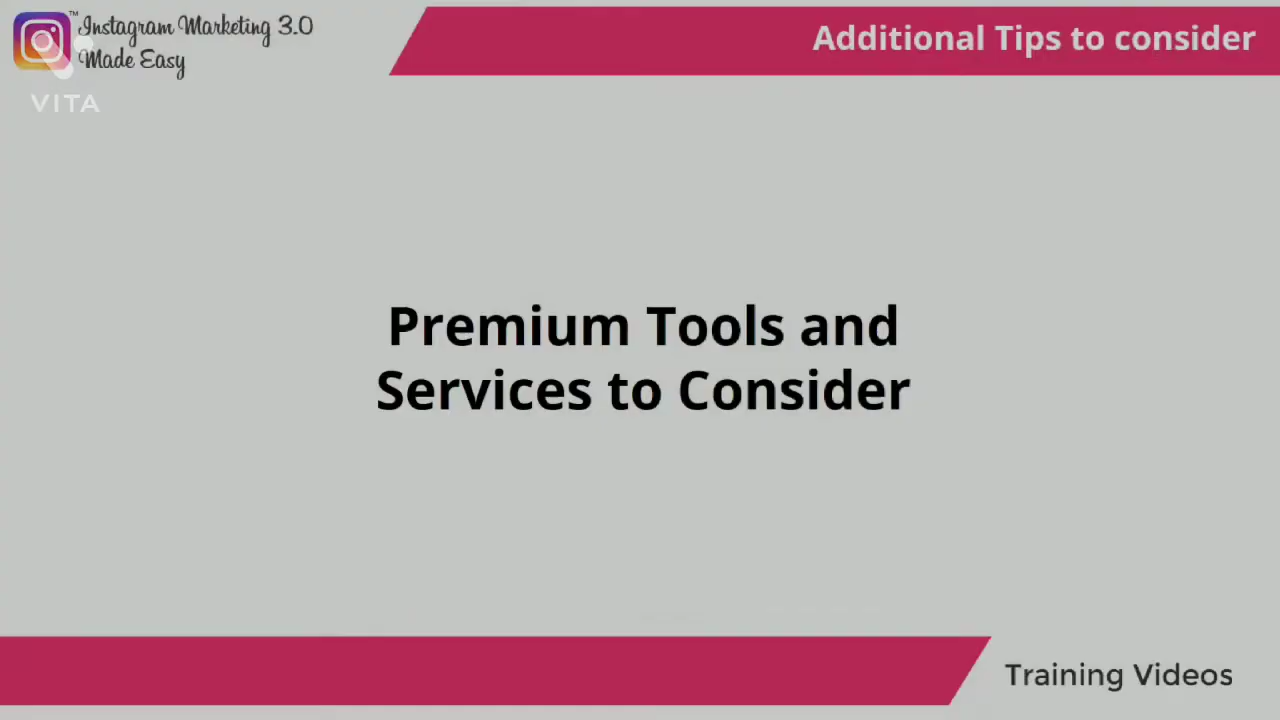 Instagram Marketing 3.0
Made Easy
™
VITA
Additional Tips to consider
Premium Tools and
Services to Consider
Training Videos